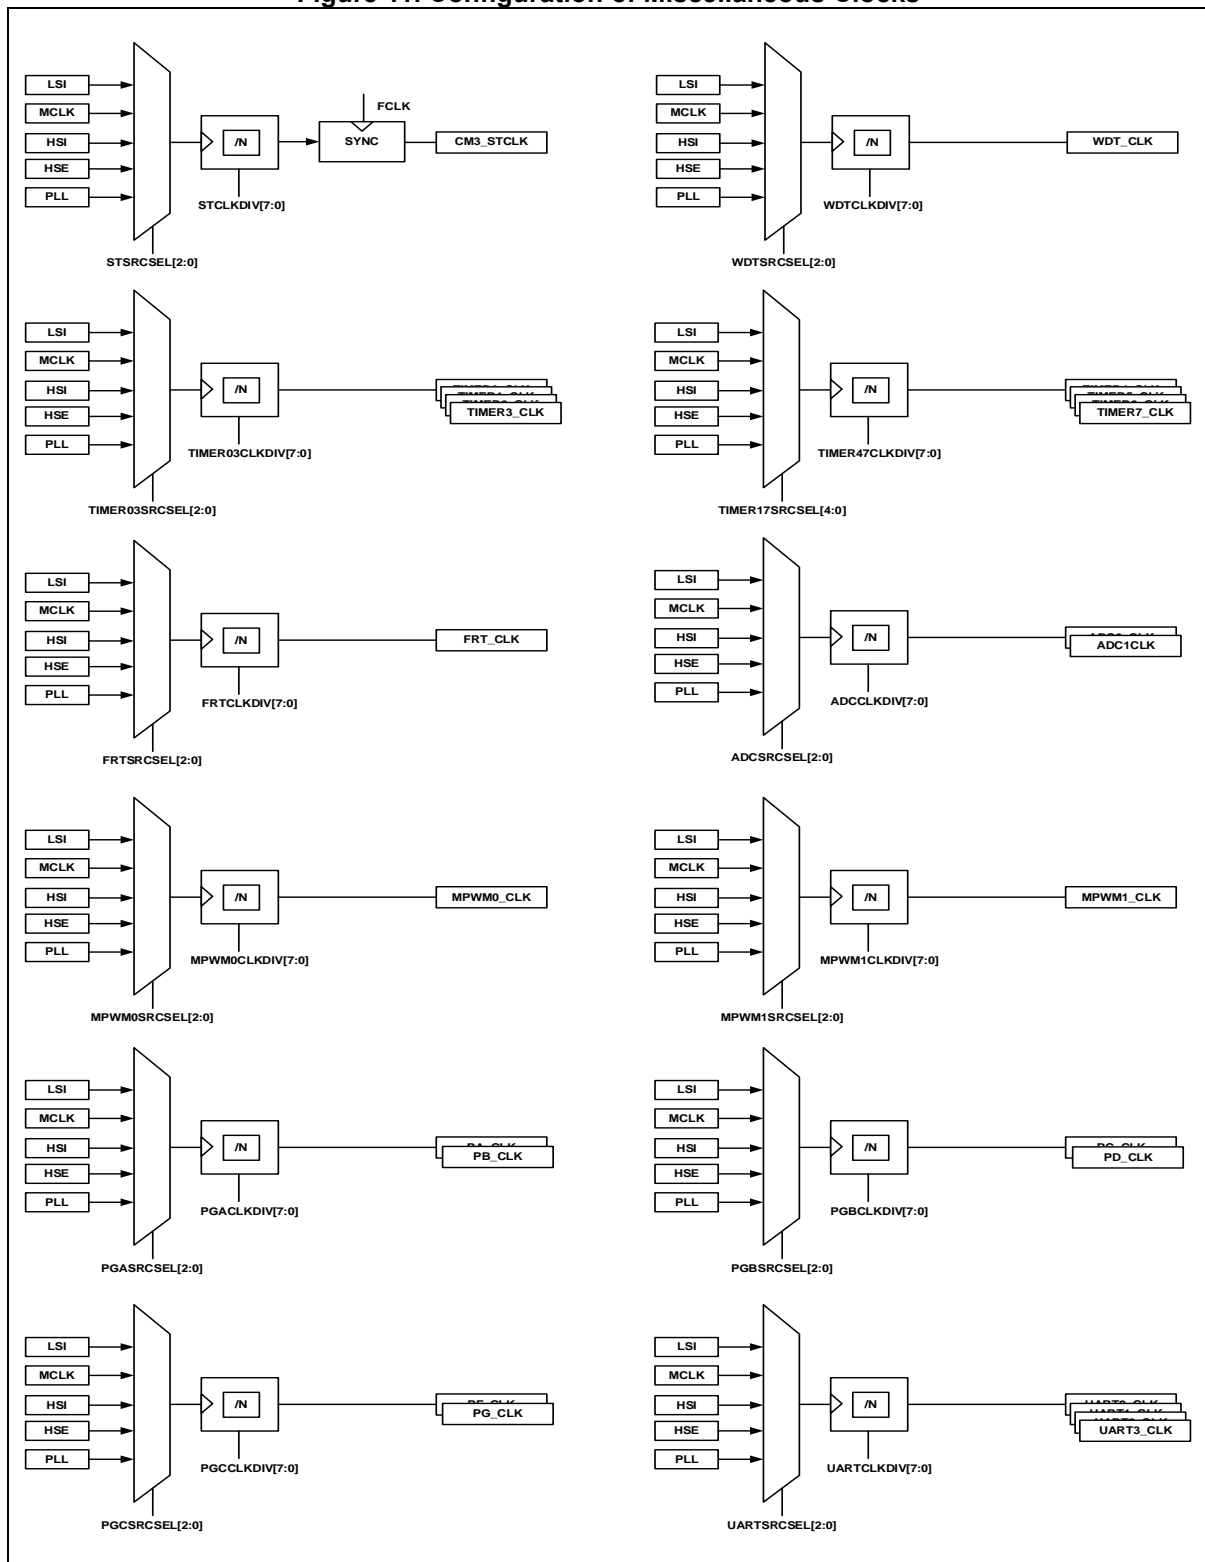 Figure 11. Configuration of Miscellaneous Clocks
LSI
MCLK
HSI
HSE
PLL
/N
FCLK
SYNC
CM3_STCLK
STCLKDIV[7:0]
STSRCSEL[2:0]
LSI
MCLK
HSI
HSE
PLL
/N
WDT_CLK
WDTCLKDIV[7:0]
WDTSRCSEL[2:0]
LSI
MCLK
HSI
HSE
PLL
/N
TIMER3_CLK
TIMER03CLKDIV[7:0]
TIMER03SRCSEL[2:0]
LSI
MCLK
HSI
HSE
PLL
/N
TIMER7_CLK
TIMER47CLKDIV[7:0]
TIMER17SRCSEL[4:0]
LSI
MCLK
HSI
HSE
PLL
/N
FRT_CLK
FRTCLKDIV[7:0]
FRTSRCSEL[2:0]
LSI
MCLK
HSI
HSE
PLL
/N
ADC1CLK
ADCCLKDIV[7:0]
ADCSRCSEL[2:0]
LSI
MCLK
HSI
HSE
PLL
/N
MPWM0_CLK
MPWM0CLKDIV[7:0]
MPWM0SRCSEL[2:0]
LSI
MCLK
HSI
HSE
PLL
/N
MPWM1_CLK
MPWM1CLKDIV[7:0]
MPWM1SRCSEL[2:0]
LSI
MCLK
HSI
HSE
PLL
/N
PB_CLK
PGACLKDIV[7:0]
PGASRCSEL[2:0]
LSI
MCLK
HSI
HSE
PLL
/N
PD_CLK
PGBCLKDIV[7:0]
PGBSRCSEL[2:0]
LSI
MCLK
HSI
HSE
PLL
/N
PG_CLK
PGCCLKDIV[7:0]
PGCSRCSEL[2:0]
LSI
MCLK
HSI
HSE
PLL
/N
UART3_CLK
UARTCLKDIV[7:0]
UARTSRCSEL[2:0]